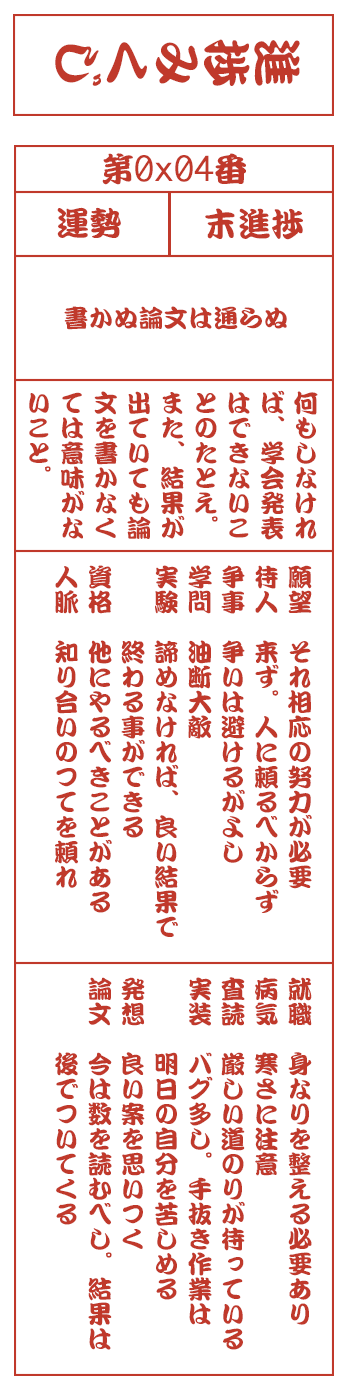 進捗みくじ
第0x04番
運勢
末進捗
書かぬ論文は通らぬ
何もしなけれ
ば、学会発表
はできないこ
とのたとえ。
また、結果が
出ていても論
文を書かなく
ては意味がな
いこと。
願望　それ相応の努力が必要
待人　来ず。人に頼るべからず
争事　争いは避けるがよし
学問　油断大敵
実験　諦めなければ、良い結果で
終わる事ができる
資格　他にやるべきことがある
人脈　知り合いのつてを頼れ
就職　身なりを整える必要あり
病気　寒さに注意
査読　厳しい道のりが待っている
実装　バグ多し。手抜き作業は
明日の自分を苦しめる
発想　良い案を思いつく
論文　今は数を読むべし。結果は
後でついてくる